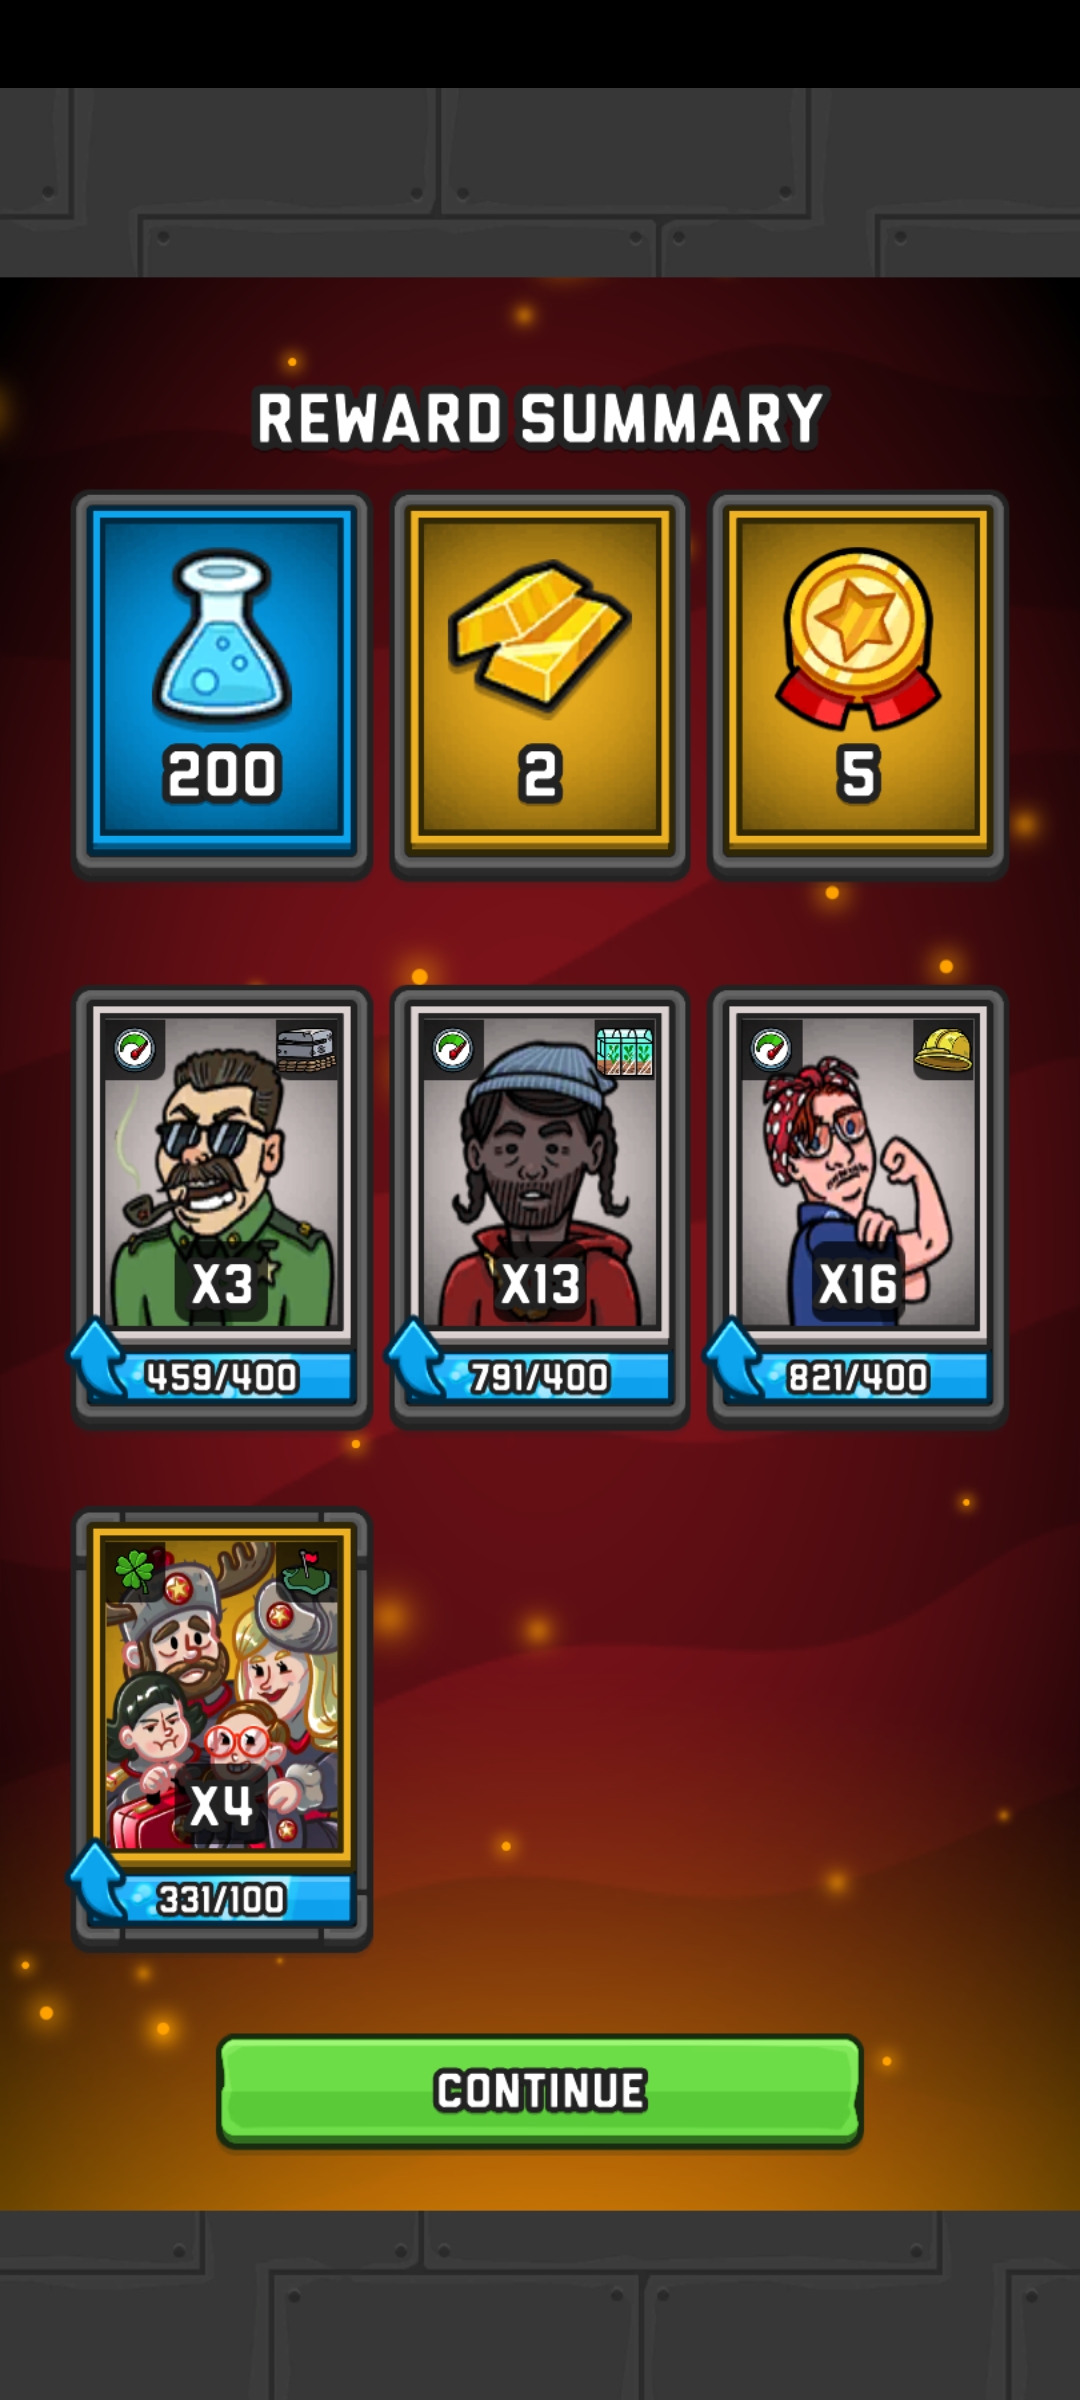 REWARD SUMMARY
200
2
5
X3
X13
X16
459/400
791/400
821/400
X4
331/100
CONTINUE